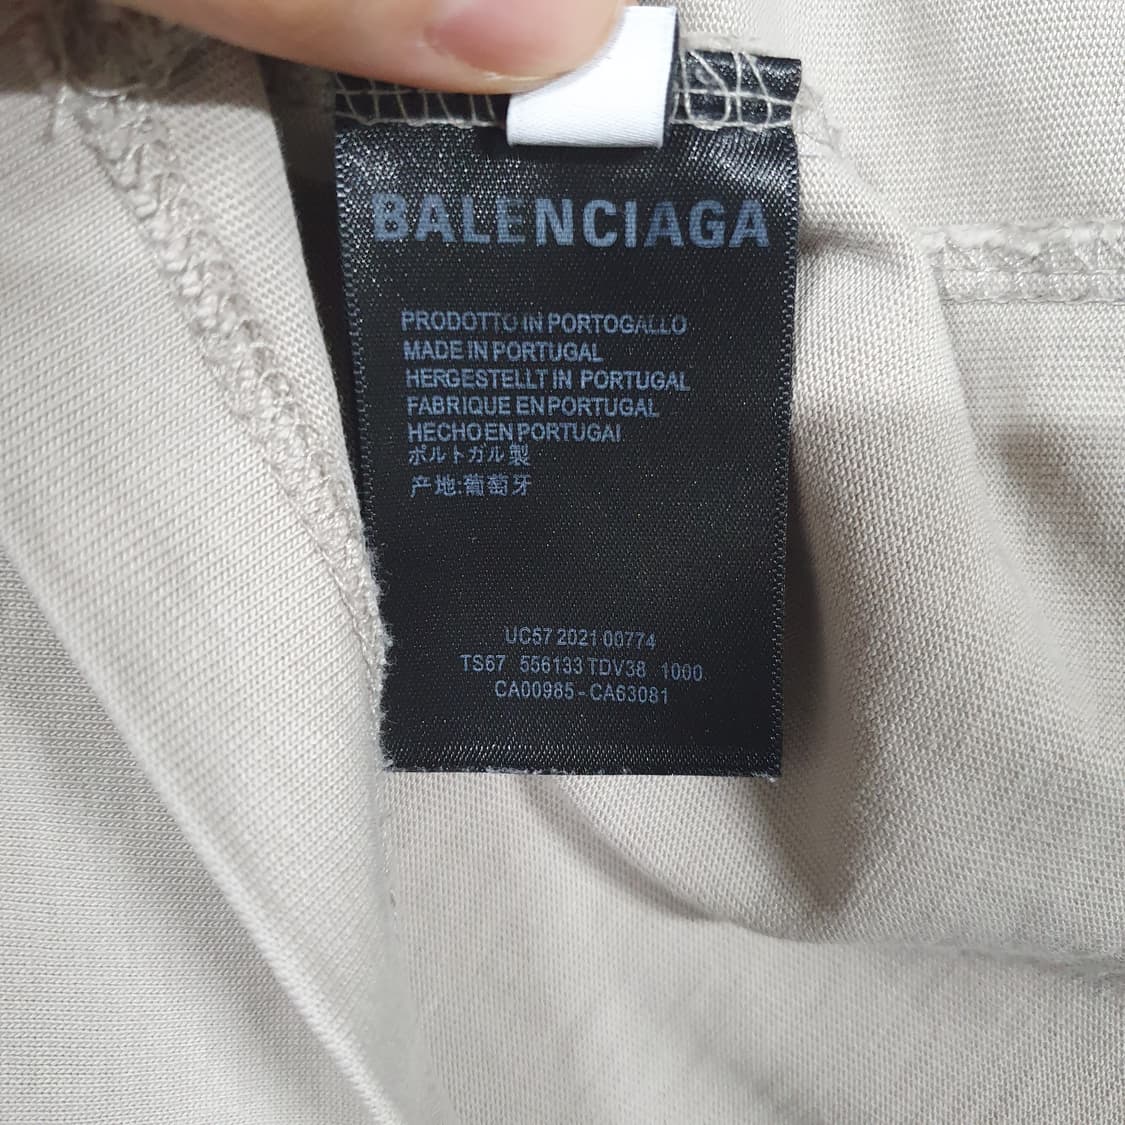 BALENCIAGA
PRODOTTO IN PORTOGALLO
MADE IN PORTUGAL
HERGESTELLT IN PORTUGAL
FABRIQUE EN PORTUGAL
HECHO EN PORTUGAl
ポルトガル製
产地:葡萄牙
UC57 2021 00774
TS67 556133 TDV38 1000
CA00985-CA63081